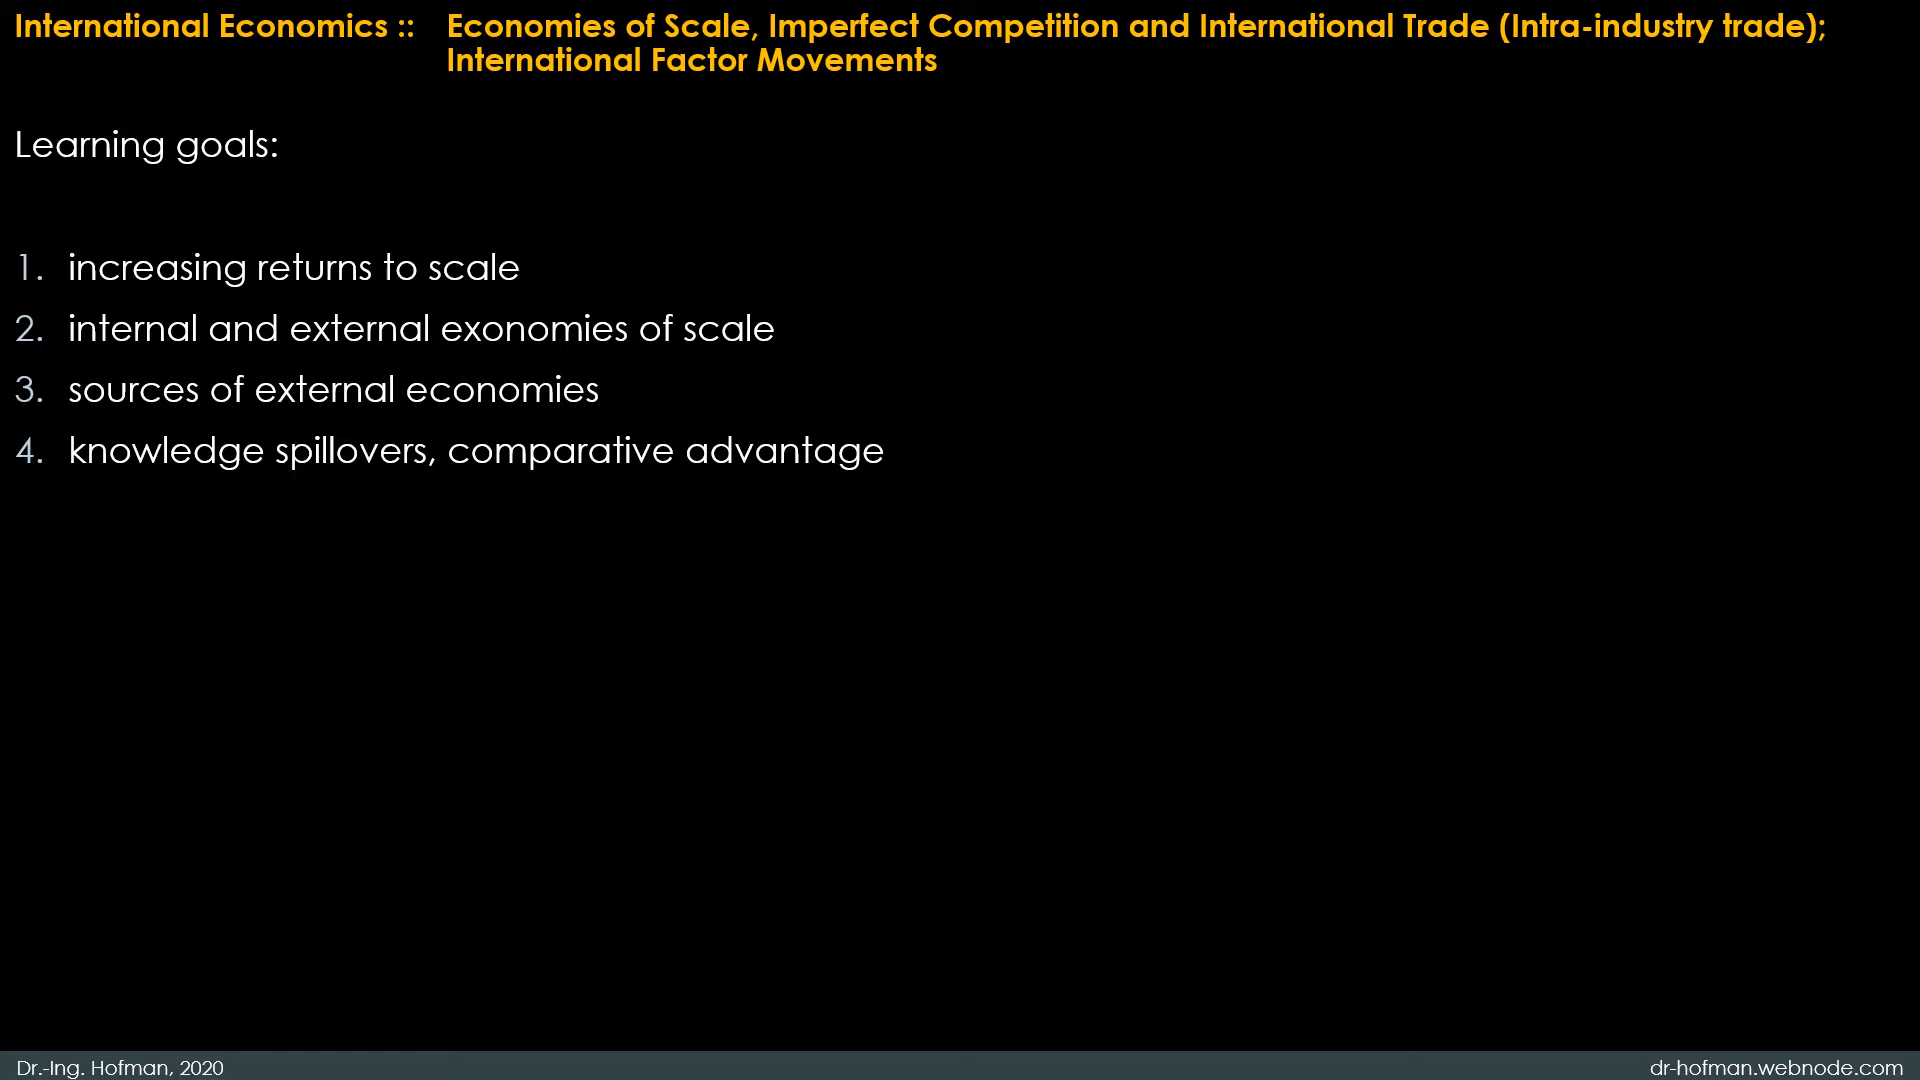 International Economics :: Economies of Scale, Imperfect Competition and International Trade (Intra-industry trade);
International Factor Movements
Learning goals:
1. increasing returns to scale
2. internal and external exonomies of scale
3. sources of external economies
4. knowledge spillovers, comparative advantage
Dr.-Ing. Hofman, 2020
dr-hofman.webnode.com